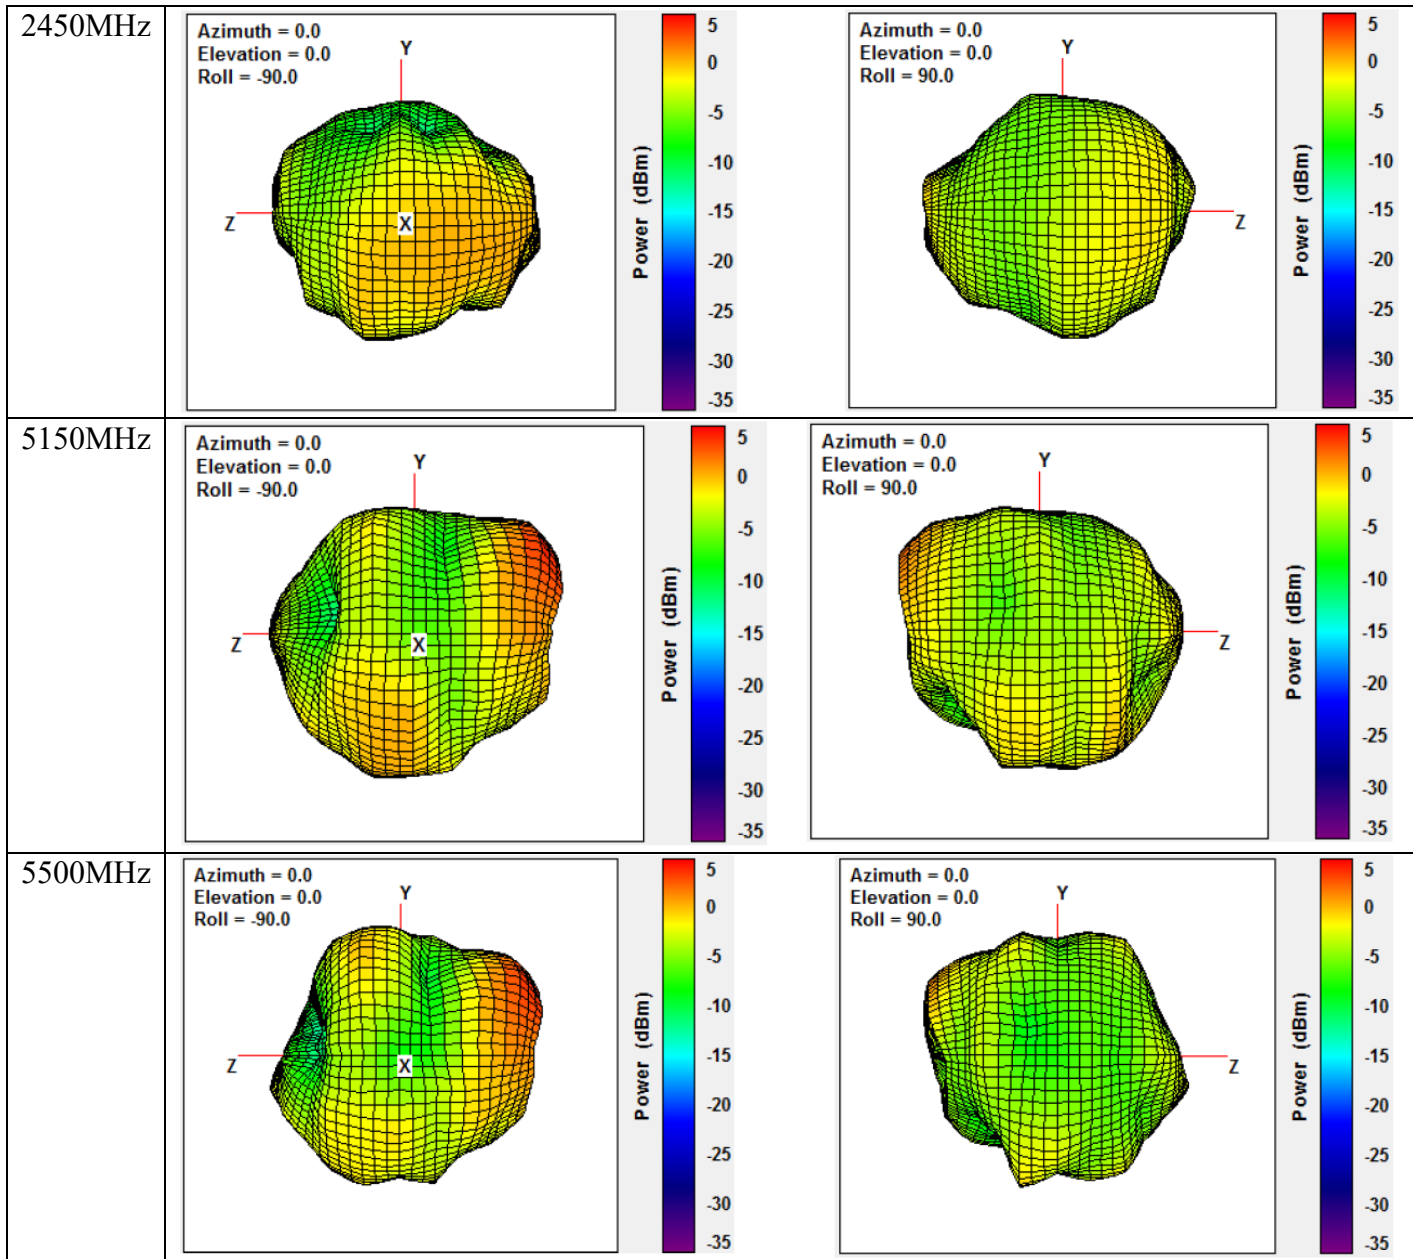 2450MHz
Azimuth = 0.0
Elevation = 0.0
Roll = -90.0
Y
Z
X
5
0
-5
-10
-15
-20
-25
-30
-35
Power (dBm)
Azimuth = 0.0
Elevation = 0.0
Roll = 90.0
Y
Z
5
0
-5
-10
-15
-20
-25
-30
-35
Power (dBm)
5150MHz
Azimuth = 0.0
Elevation = 0.0
Roll = -90.0
Y
Z
X
5
0
-5
-10
-15
-20
-25
-30
-35
Power (dBm)
Azimuth = 0.0
Elevation = 0.0
Roll = 90.0
Y
Z
5
0
-5
-10
-15
-20
-25
-30
-35
Power (dBm)
5500MHz
Azimuth = 0.0
Elevation = 0.0
Roll = -90.0
Y
Z
X
5
0
-5
-10
-15
-20
-25
-30
-35
Power (dBm)
Azimuth = 0.0
Elevation = 0.0
Roll = 90.0
Y
Z
5
0
-5
-10
-15
-20
-25
-30
-35
Power (dBm)